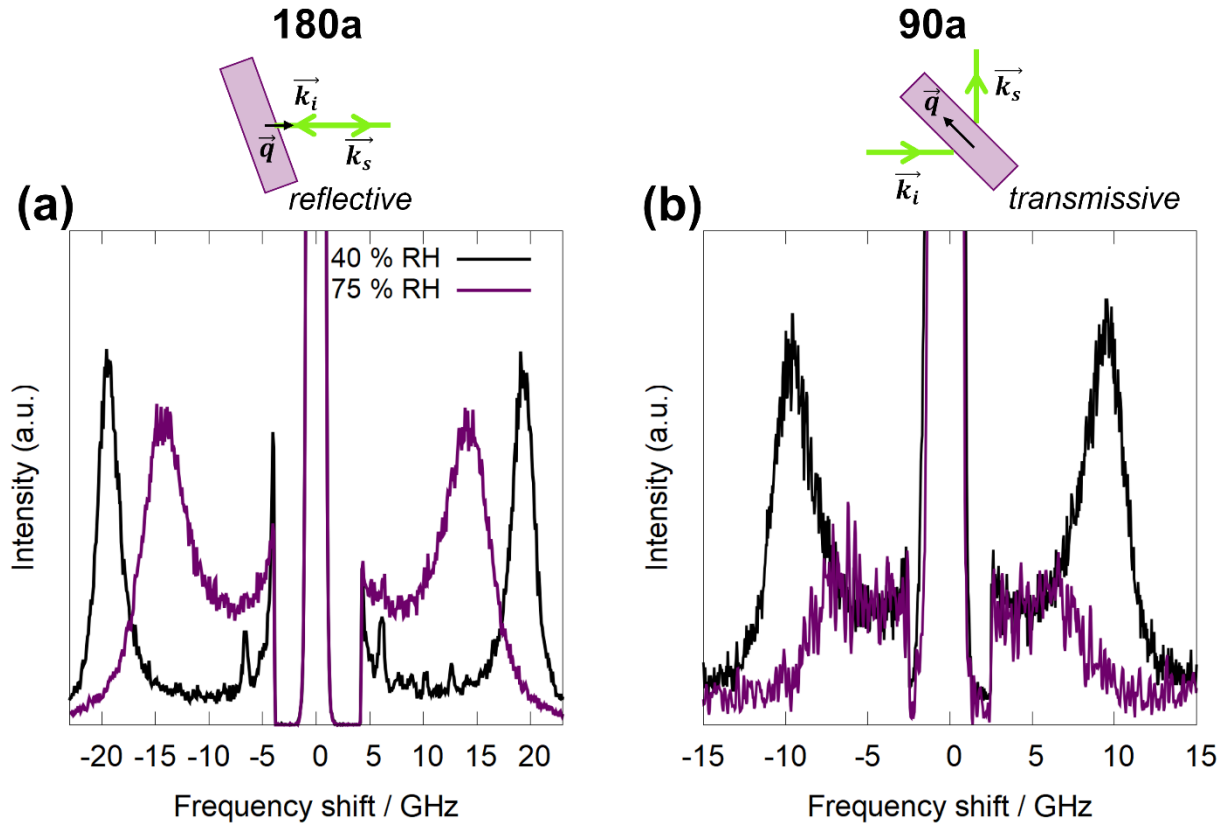 180a
90a
k_i
q
k_s
reflective
q
k_s
k_i
transmissive
(a)
(b)
40 % RH
75 % RH
Intensity (a.u.)
-20 -15 -10 -5 0 5 10 15 20
Frequency shift / GHz
Intensity (a.u.)
-15 -10 -5 0 5 10 15
Frequency shift / GHz